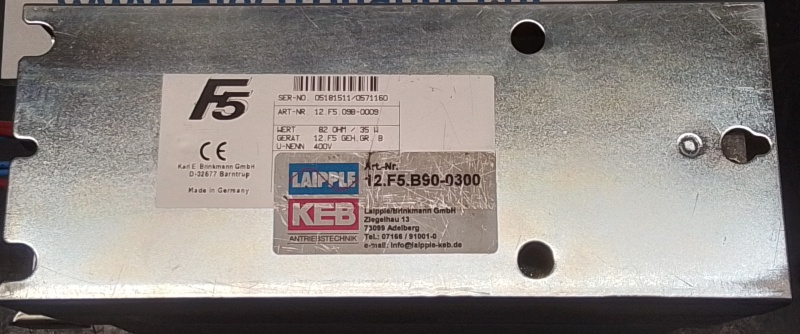 F5
SER-NO. 05181511/0571160
ART-NR. 12.F5.09B-0009
WERT 82 OHM / 35 W
GERÄT 12.F5 GEH.GR. B
U-NENN 400V
CE
Karl E. Brinkmann GmbH
D-32677 Barntrup
Made in Germany
LAIPPLE
KEB
ANTRIEBSTECHNIK
Art.-Nr.
12.F5.B90-0300
Laipple/Brinkmann GmbH
Ziegelhau 13
73099 Adelberg
Tel.: 07166 / 91001-0
e-mail: info@laipple-keb.de